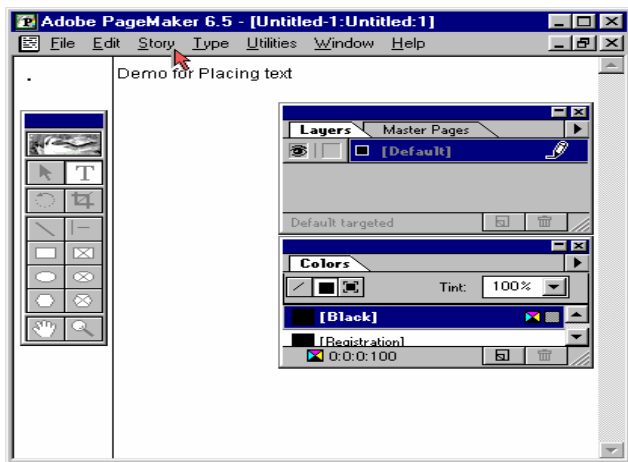 Adobe PageMaker 6.5 - [Untitled-1:Untitled:1]
File Edit Story Type Utilities Window Help
Demo for Placing text
Layers Master Pages
[Default]
Default targeted
T
Colors
Tint: 100%
[Black]
[Registration]
0:0:0:100